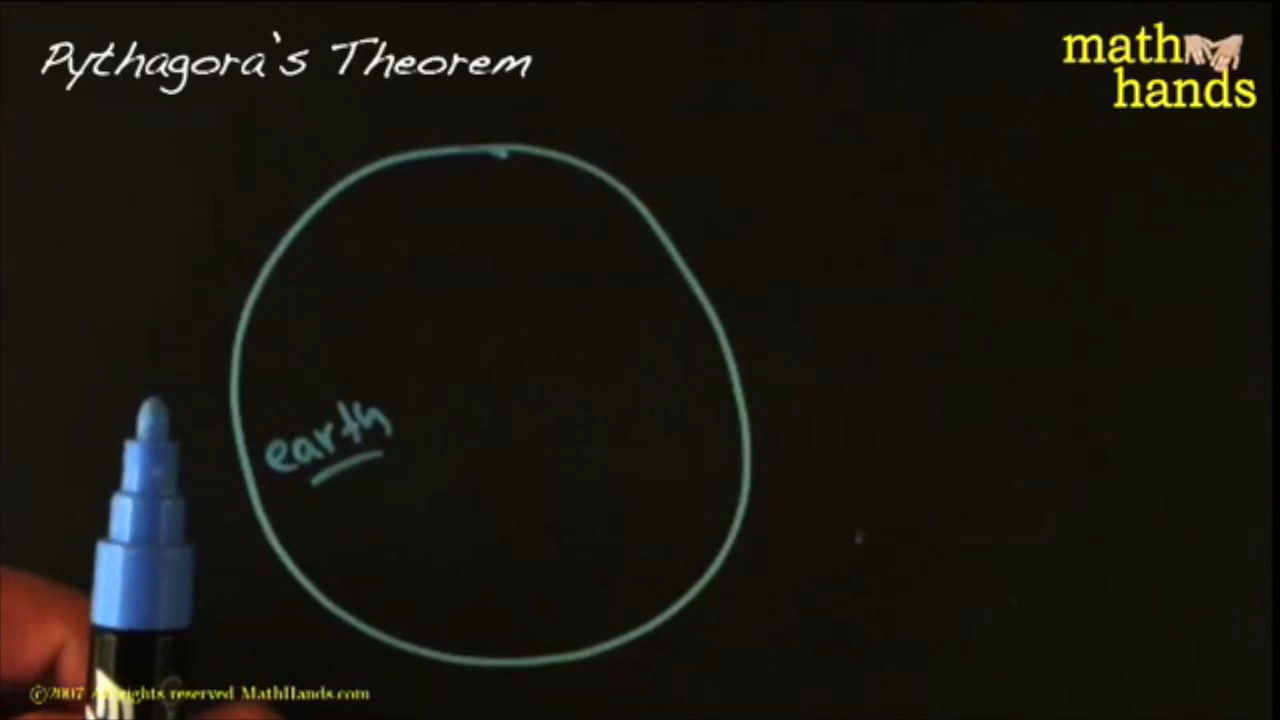 Pythagora's Theorem
math
hands
earth
©2007 All rights reserved MathHands.com